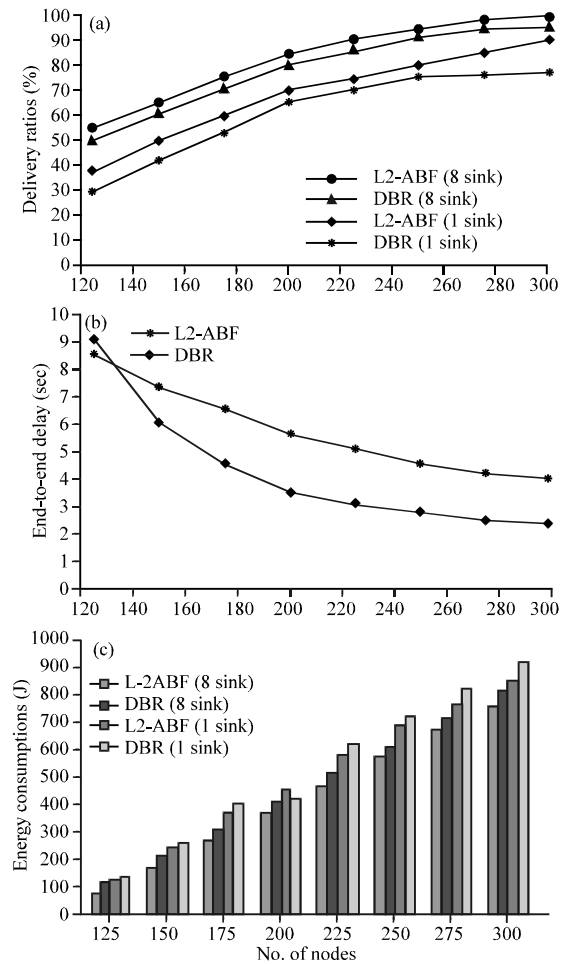 (a)
Delivery ratios (%)
100
90
80
70
60
50
40
30
20
10
0
L2-ABF (8 sink)
DBR (8 sink)
L2-ABF (1 sink)
DBR (1 sink)
120 140 160 180 200 220 240 260 280 300
(b)
End-to-end delay (sec)
10
9
8
7
6
5
4
3
2
1
0
L2-ABF
DBR
120 140 160 180 200 220 240 260 280 300
(c)
Energy consumptions (J)
1000
900
800
700
600
500
400
300
200
100
0
L-2ABF (8 sink)
DBR (8 sink)
L2-ABF (1 sink)
DBR (1 sink)
125 150 175 200 225 250 275 300
No. of nodes